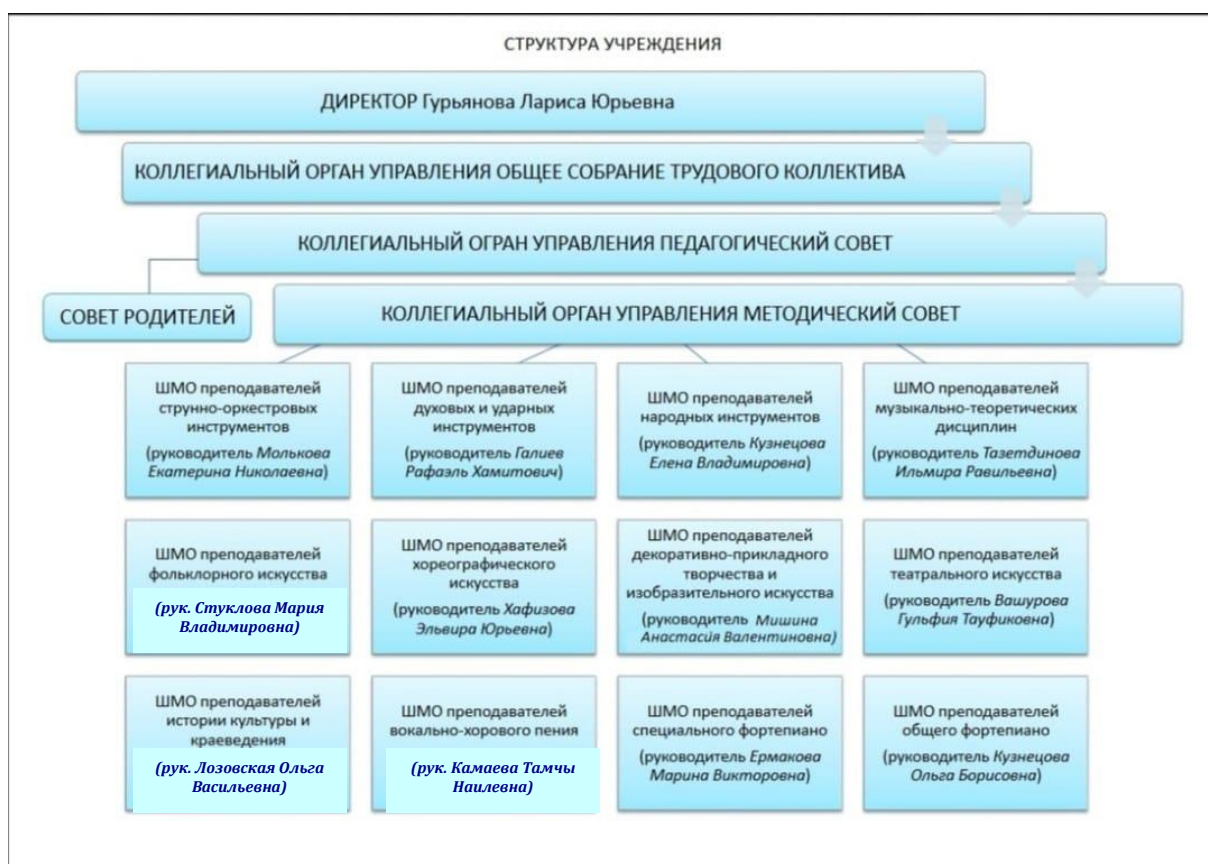 СТРУКТУРА УЧРЕЖДЕНИЯ
ДИРЕКТОР Гурьянова Лариса Юрьевна
КОЛЛЕГИАЛЬНЫЙ ОРГАН УПРАВЛЕНИЯ ОБЩЕЕ СОБРАНИЕ ТРУДОВОГО КОЛЛЕКТИВА
КОЛЛЕГИАЛЬНЫЙ ОГРАН УПРАВЛЕНИЯ ПЕДАГОГИЧЕСКИЙ СОВЕТ
СОВЕТ РОДИТЕЛЕЙ
КОЛЛЕГИАЛЬНЫЙ ОРГАН УПРАВЛЕНИЯ МЕТОДИЧЕСКИЙ СОВЕТ
ШМО преподавателей
струнно-оркестровых
инструментов
(руководитель Молькова
Екатерина Николаевна)
ШМО преподавателей
духовых и ударных
инструментов
(руководитель Галиев
Рафаэль Хамитович)
ШМО преподавателей
народных инструментов
(руководитель Кузнецова
Елена Владимировна)
ШМО преподавателей
музыкально-теоретических
дисциплин
(руководитель Тазетдинова
Ильмира Равильевна)
ШМО преподавателей
фольклорного искусства
(рук. Стуклова Мария
Владимировна)
ШМО преподавателей
хореографического
искусства
(руководитель Хафизова
Эльвира Юрьевна)
ШМО преподавателей
декоративно-прикладного
творчества и
изобразительного искусства
(руководитель Мишина
Анастасия Валентиновна)
ШМО преподавателей
театрального искусства
(руководитель Вашурова
Гульфия Тауфиковна)
ШМО преподавателей
истории культуры и
краеведения
(рук. Лозовская Ольга
Васильевна)
ШМО преподавателей
вокально-хорового пения
(рук. Камаева Тамчы
Наилевна)
ШМО преподавателей
специального фортепиано
(руководитель Ермакова
Марина Викторовна)
ШМО преподавателей
общего фортепиано
(руководитель Кузнецова
Ольга Борисовна)